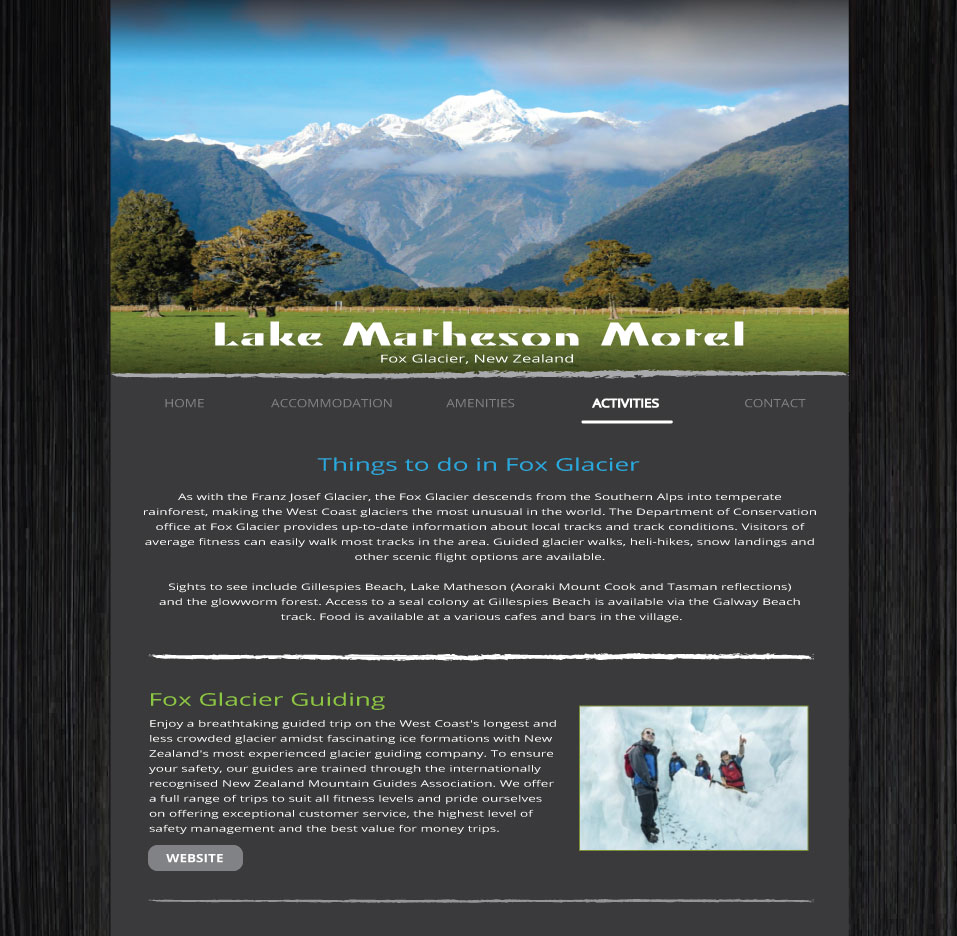 Lake Matheson Motel
Fox Glacier, New Zealand
HOME ACCOMMODATION AMENITIES ACTIVITIES CONTACT
Things to do in Fox Glacier
As with the Franz Josef Glacier, the Fox Glacier descends from the Southern Alps into temperate
rainforest, making the West Coast glaciers the most unusual in the world. The Department of Conservation
office at Fox Glacier provides up-to-date information about local tracks and track conditions. Visitors of
average fitness can easily walk most tracks in the area. Guided glacier walks, heli-hikes, snow landings and
other scenic flight options are available.
Sights to see include Gillespies Beach, Lake Matheson (Aoraki Mount Cook and Tasman reflections)
and the glowworm forest. Access to a seal colony at Gillespies Beach is available via the Galway Beach
track. Food is available at a various cafes and bars in the village.
Fox Glacier Guiding
Enjoy a breathtaking guided trip on the West Coast's longest and
less crowded glacier amidst fascinating ice formations with New
Zealand's most experienced glacier guiding company. To ensure
your safety, our guides are trained through the internationally
recognised New Zealand Mountain Guides Association. We offer
a full range of trips to suit all fitness levels and pride ourselves
on offering exceptional customer service, the highest level of
safety management and the best value for money trips.
WEBSITE